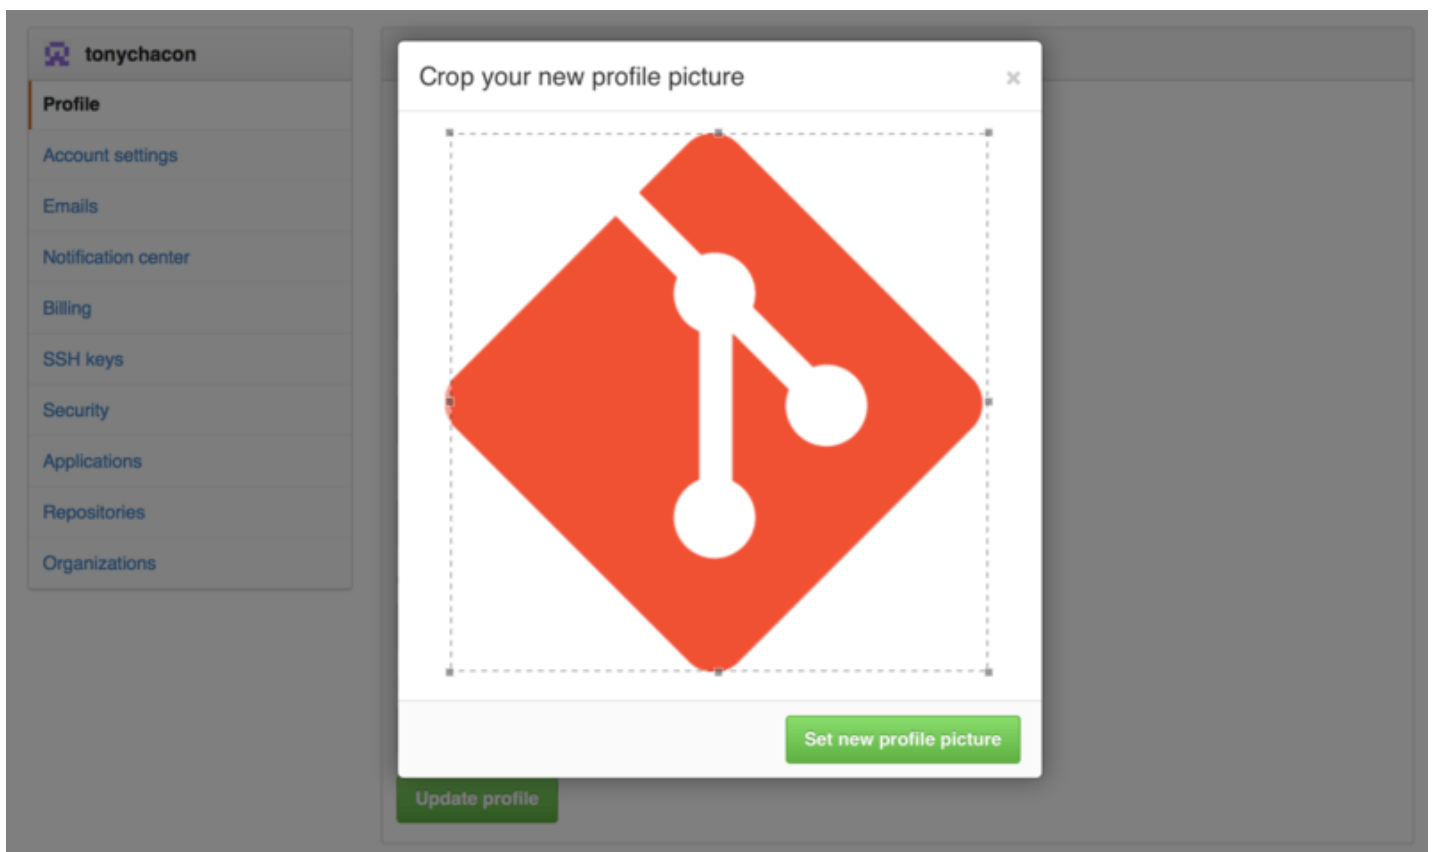 tonychacon
Profile
Account settings
Emails
Notification center
Billing
SSH keys
Security
Applications
Repositories
Organizations
Crop your new profile picture
×
Set new profile picture
Update profile